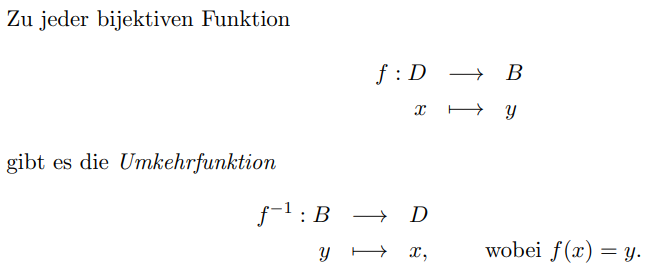 Zu jeder bijektiven Funktion
f : D ⟶ B
x ⟼ y
gibt es die Umkehrfunktion
f⁻¹ : B ⟶ D
y ⟼ x, wobei f(x) = y.